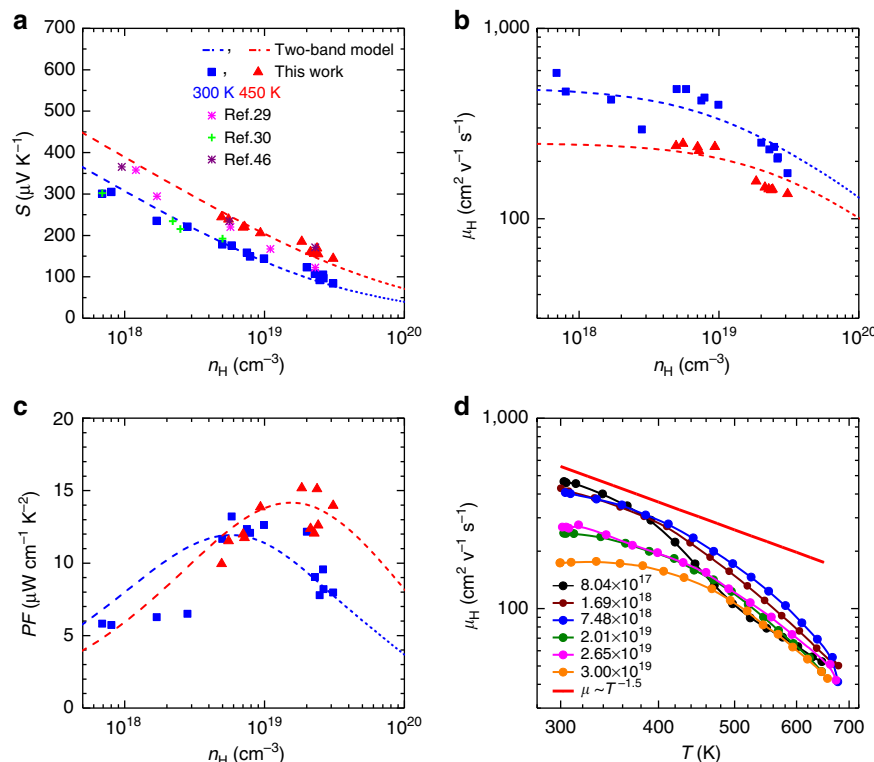 a
700
600
500
400
300
200
100
0
S (µV K⁻¹)
10¹⁸
10¹⁹
10²⁰
n_H (cm⁻³)
, Two-band model
, This work
300 K 450 K
Ref.29
Ref.30
Ref.46
b
1,000
100
µ_H (cm² v⁻¹ s⁻¹)
10¹⁸
10¹⁹
10²⁰
n_H (cm⁻³)
c
20
15
10
5
0
PF (µW cm⁻¹ K⁻²)
10¹⁸
10¹⁹
10²⁰
n_H (cm⁻³)
d
1,000
100
µ_H (cm² v⁻¹ s⁻¹)
8.04×10¹⁷
1.69×10¹⁸
7.48×10¹⁸
2.01×10¹⁹
2.65×10¹⁹
3.00×10¹⁹
µ ~T⁻¹·⁵
300
400
500
600
700
T (K)